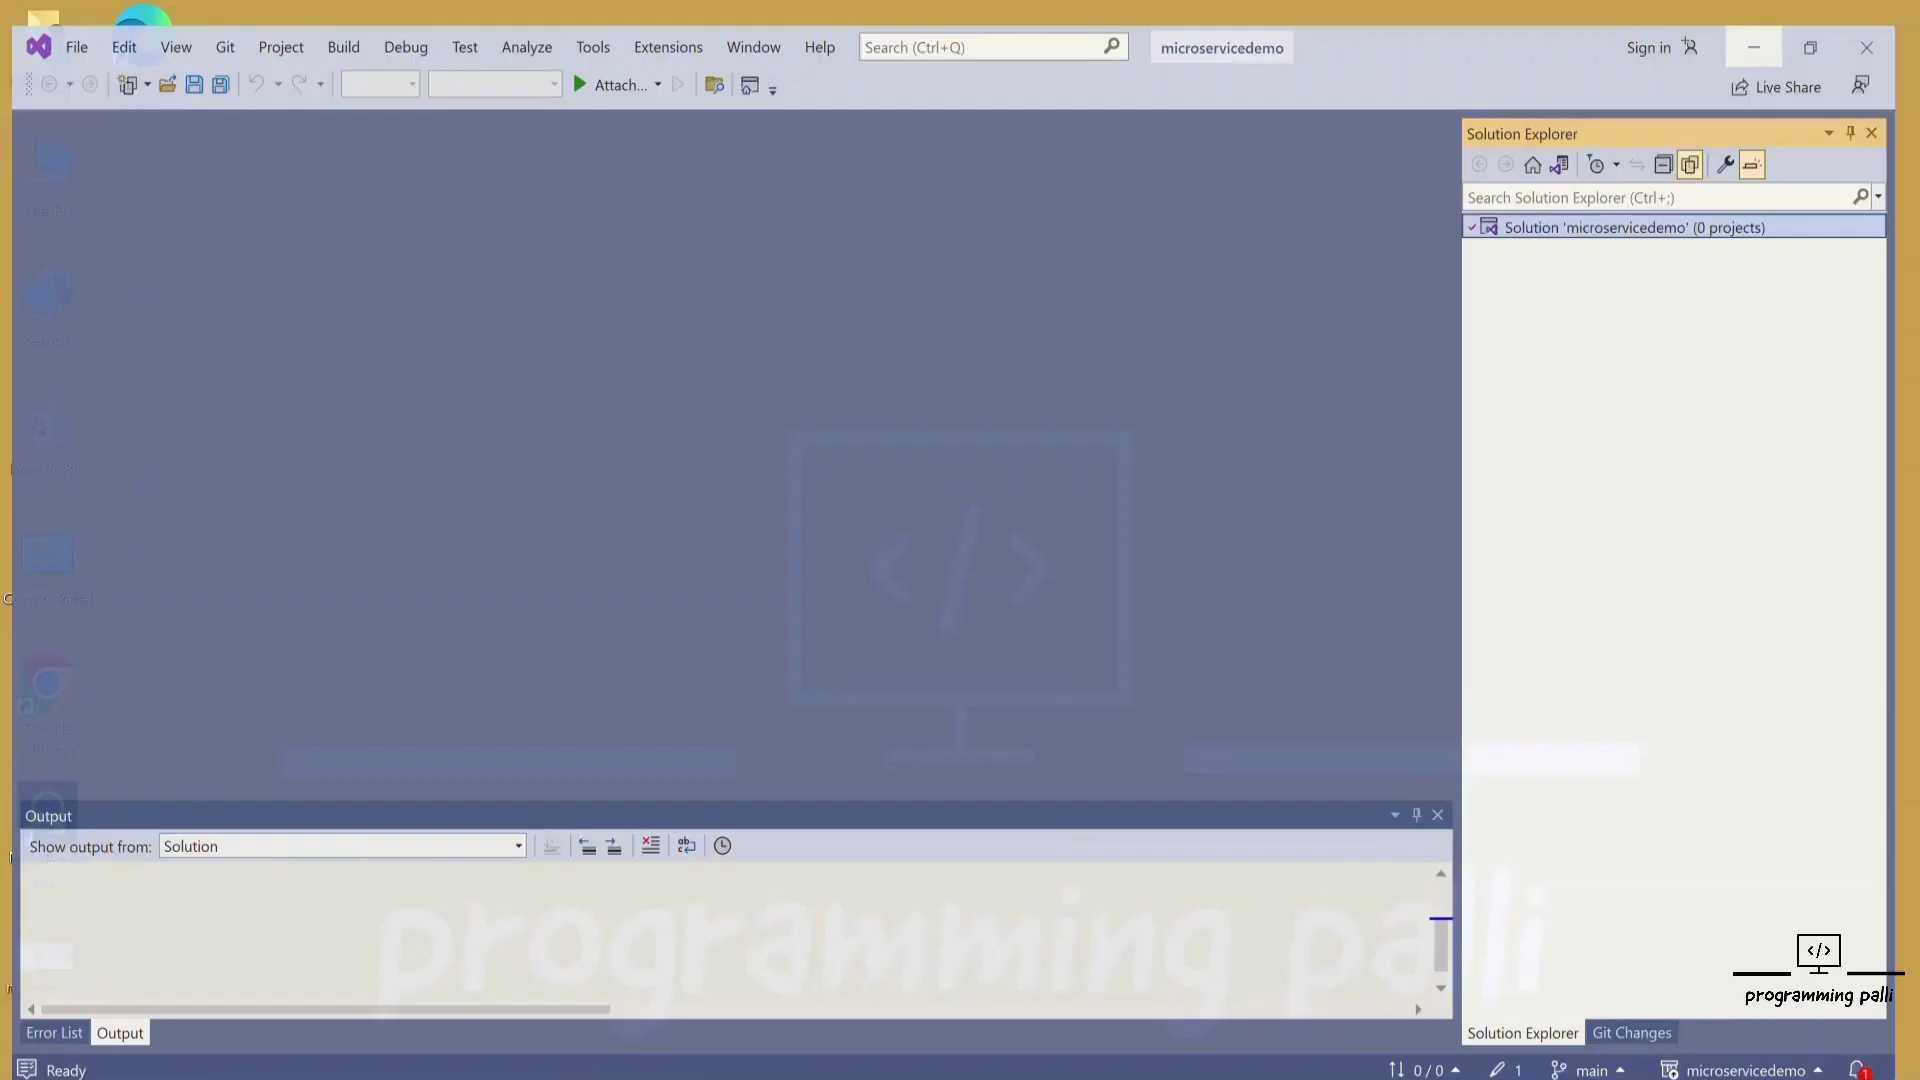 File Edit View Git Project Build Debug Test Analyze Tools Extensions Window Help Search (Ctrl+Q) microservicedemo Sign in
Attach... Live Share
Solution Explorer
Search Solution Explorer (Ctrl+;)
Solution 'microservicedemo' (0 projects)
Output
Show output from: Solution
programming palli
programming palli
Error List Output Solution Explorer Git Changes
Ready 0 / 0 1 main microservicedemo 1